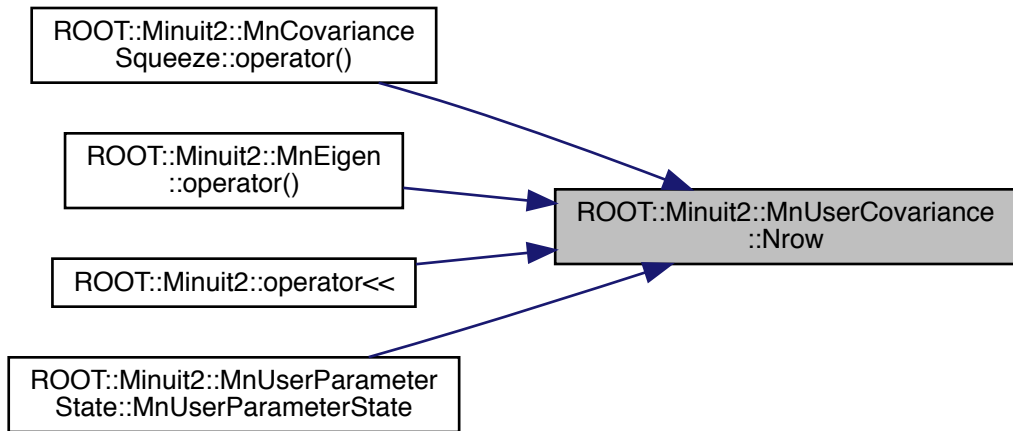 ROOT::Minuit2::MnCovariance
Squeeze::operator()
ROOT::Minuit2::MnEigen
::operator()
ROOT::Minuit2::MnUserCovariance
::Nrow
ROOT::Minuit2::operator<<
ROOT::Minuit2::MnUserParameter
State::MnUserParameterState